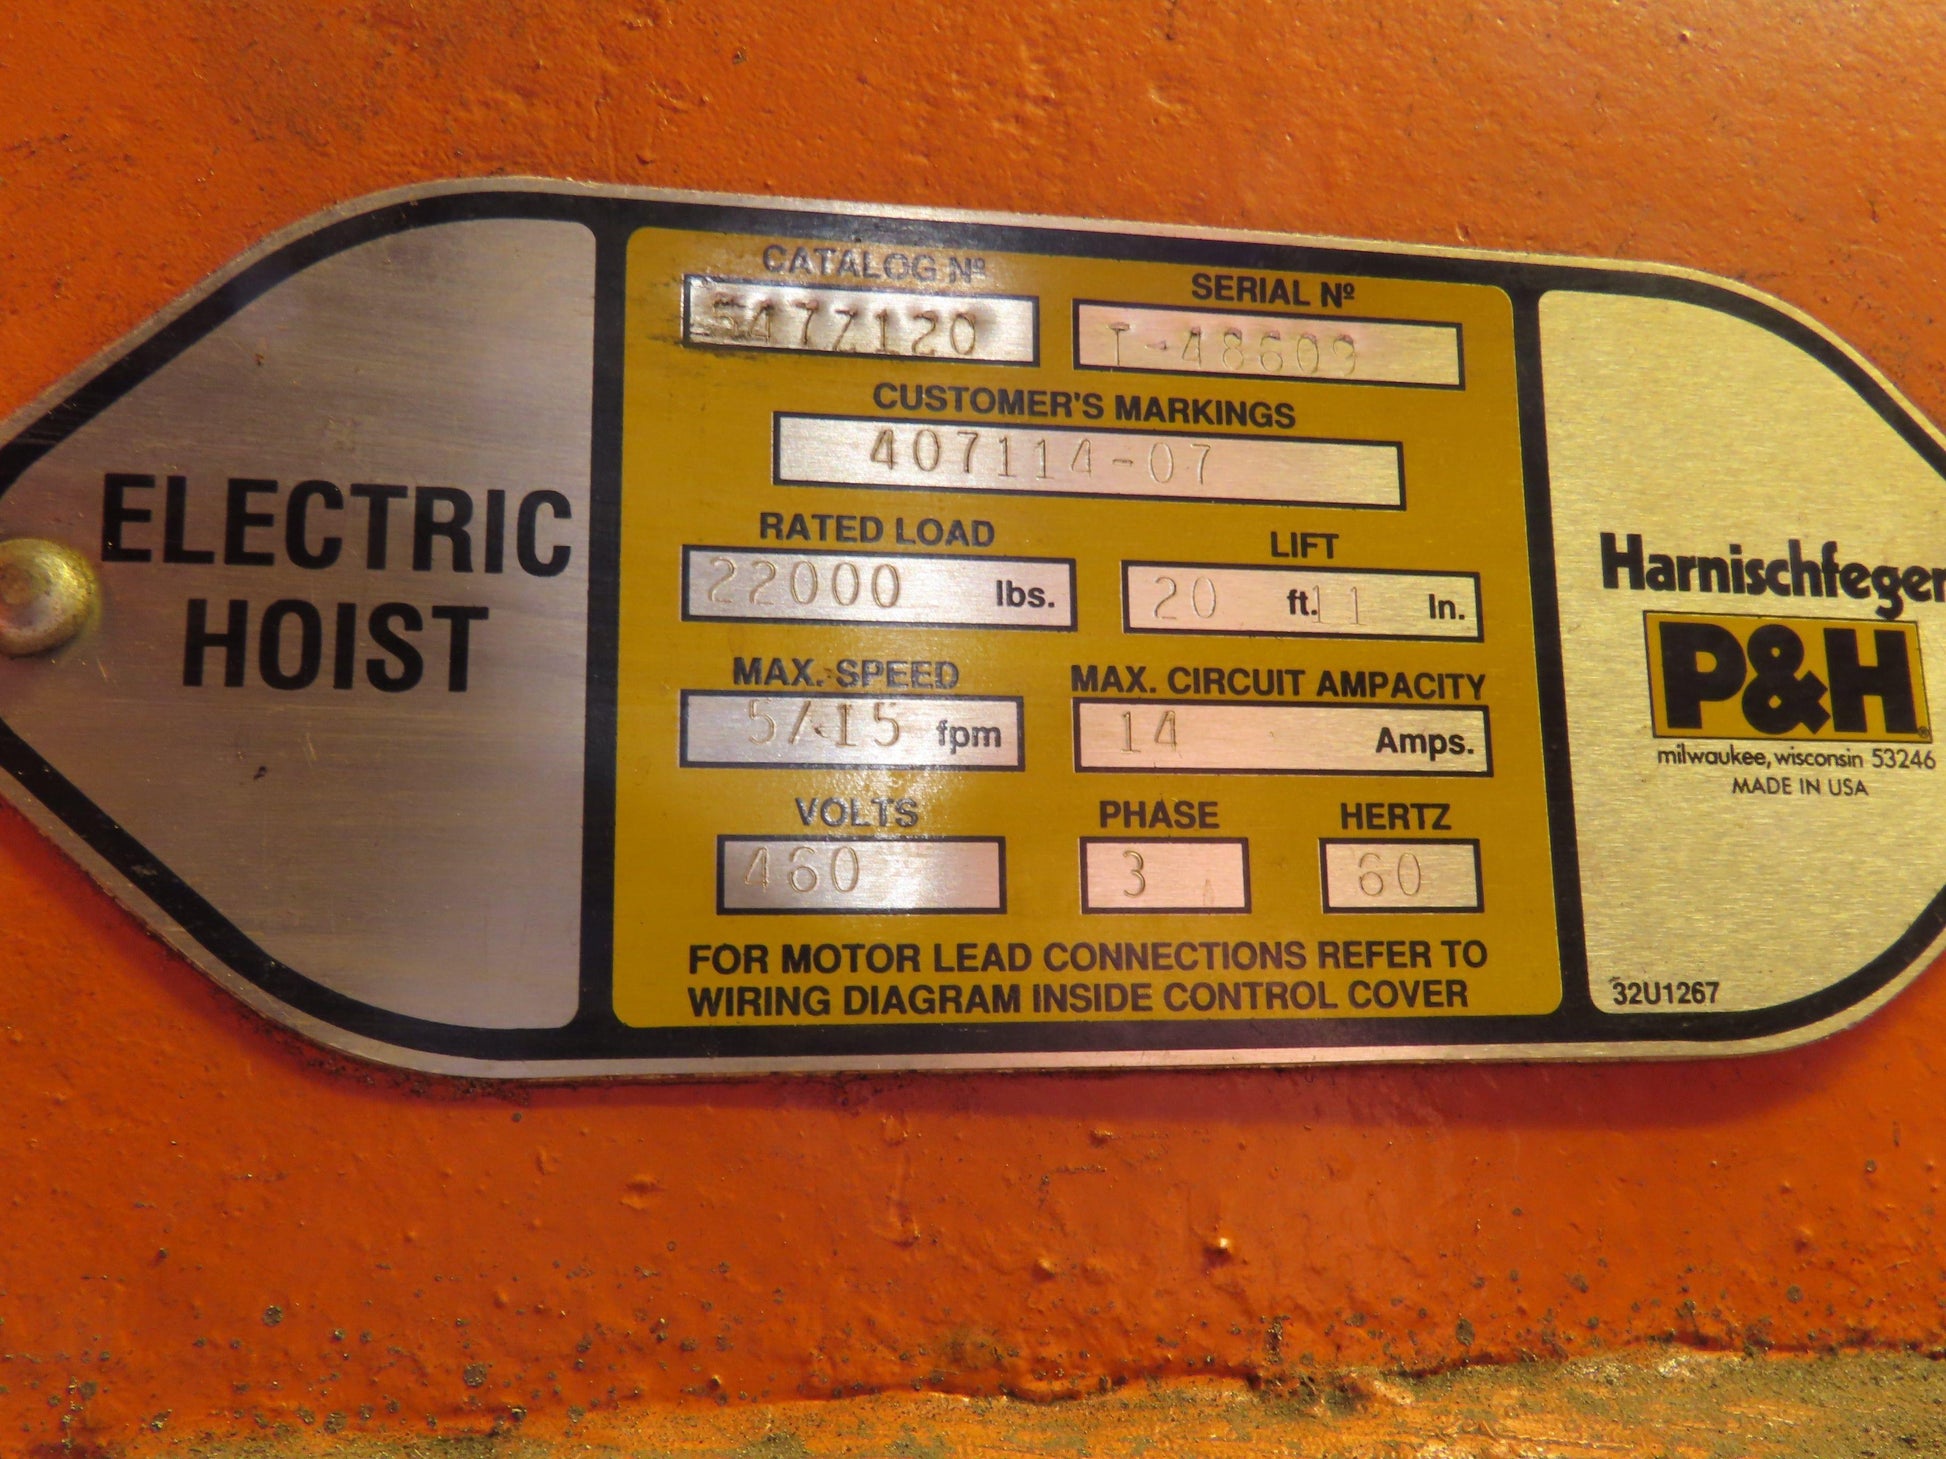 CATALOG Nº
SERIAL Nº
T-48609
CUSTOMER'S MARKINGS
407114-07
RATED LOAD
22000 lbs.
LIFT
20 ft. 11 In.
MAX. SPEED
5/15 fpm
MAX. CIRCUIT AMPACITY
14 Amps.
VOLTS
460
PHASE
3
HERTZ
60
FOR MOTOR LEAD CONNECTIONS REFER TO
WIRING DIAGRAM INSIDE CONTROL COVER
ELECTRIC
HOIST
Harnischfeger
P&H®
milwaukee, wisconsin 53246
MADE IN USA
32U1267